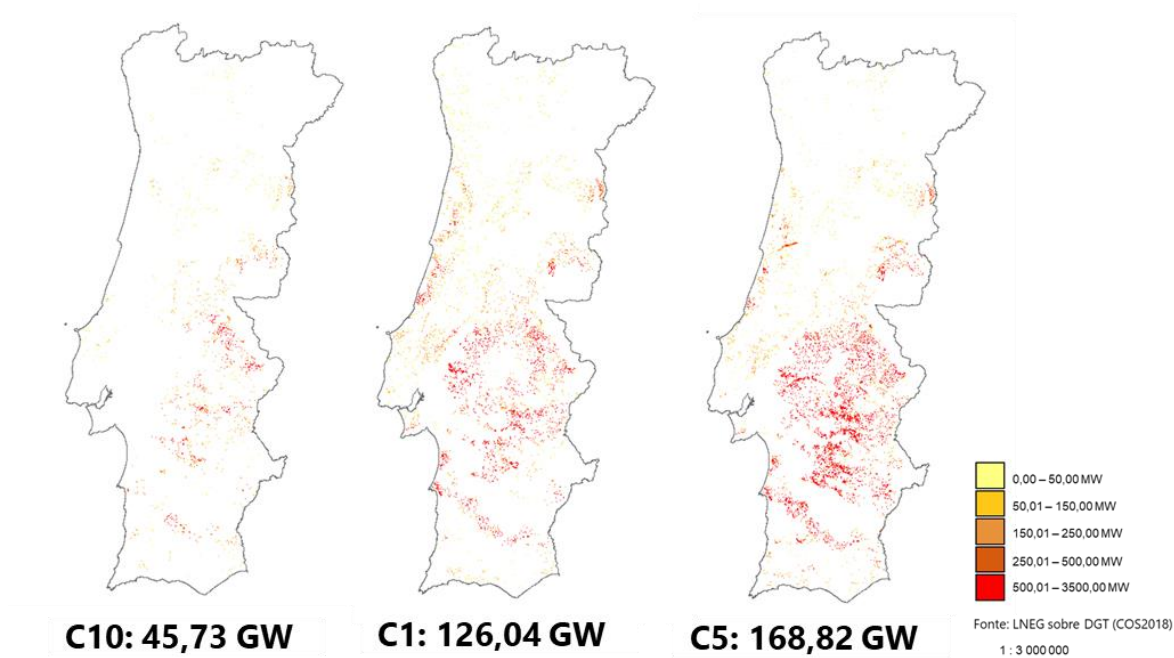 0,00 – 50,00 MW
50,01 – 150,00 MW
150,01 – 250,00 MW
250,01 – 500,00 MW
500,01 – 3500,00 MW
C10: 45,73 GW
C1: 126,04 GW
C5: 168,82 GW
Fonte: LNEG sobre DGT (COS2018)
1 : 3 000 000